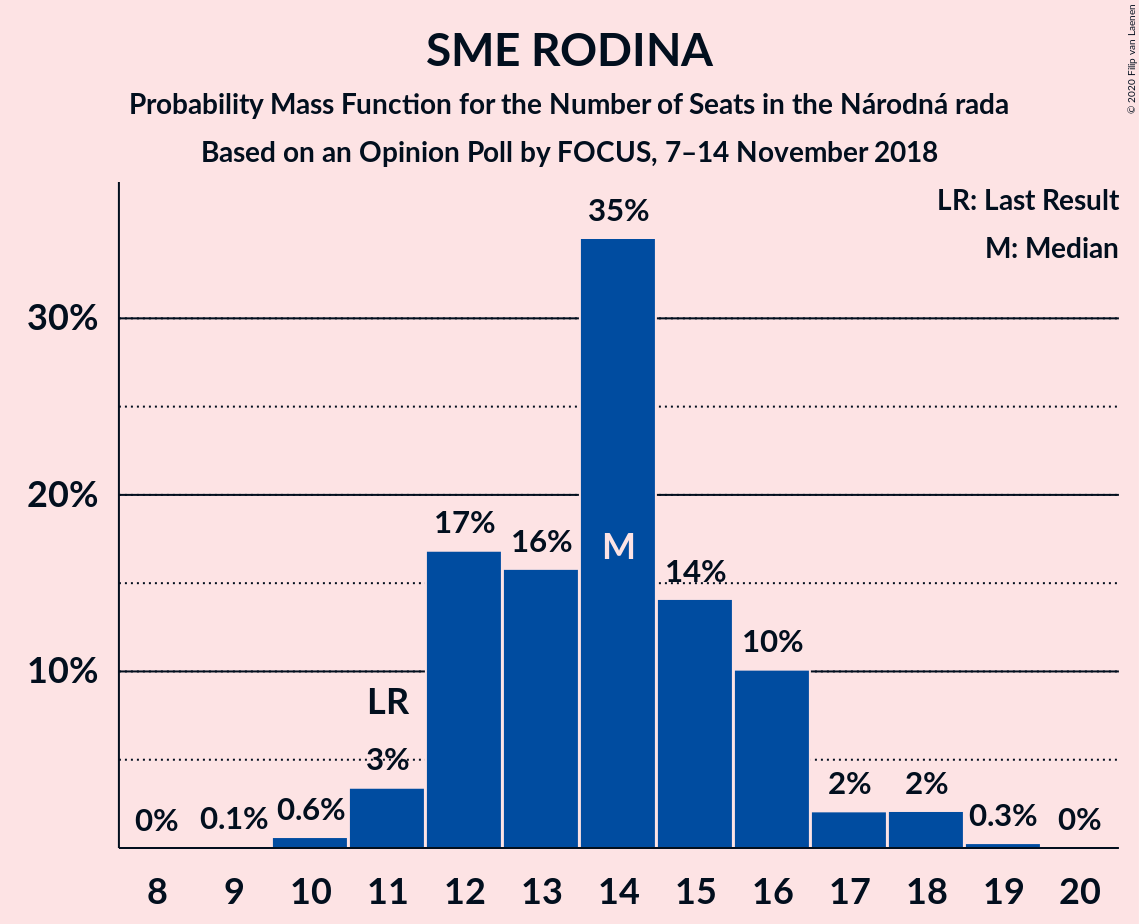 SME RODINA
Probability Mass Function for the Number of Seats in the Národná rada
Based on an Opinion Poll by FOCUS, 7–14 November 2018
© 2020 Filip van Laenen
LR: Last Result
M: Median
30%
20%
10%
0%
0.1%
0.6%
LR
3%
17%
16%
35%
M
14%
10%
2%
2%
0.3%
0%
8 9 10 11 12 13 14 15 16 17 18 19 20